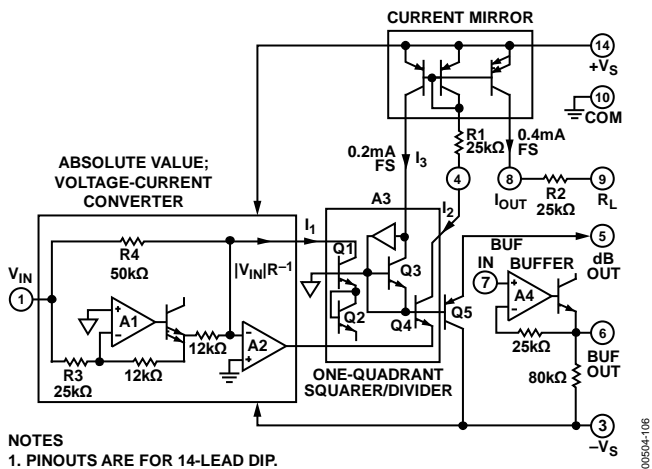 CURRENT MIRROR
14
+VS
10
COM
R1
25kΩ
0.2mA
FS
I3
0.4mA
FS
4
8
9
IOUT
R2
25kΩ
RL
ABSOLUTE VALUE;
VOLTAGE-CURRENT
CONVERTER
A3
I1
I2
Q1
Q2
Q3
Q4
Q5
R4
50kΩ
|VIN|R–1
VIN
1
A1
12kΩ
A2
R3
25kΩ
12kΩ
ONE-QUADRANT
SQUARER/DIVIDER
BUF
IN
7
BUFFER
A4
5
dB
OUT
6
BUF
OUT
25kΩ
80kΩ
3
–VS
NOTES
1. PINOUTS ARE FOR 14-LEAD DIP.
00504-106